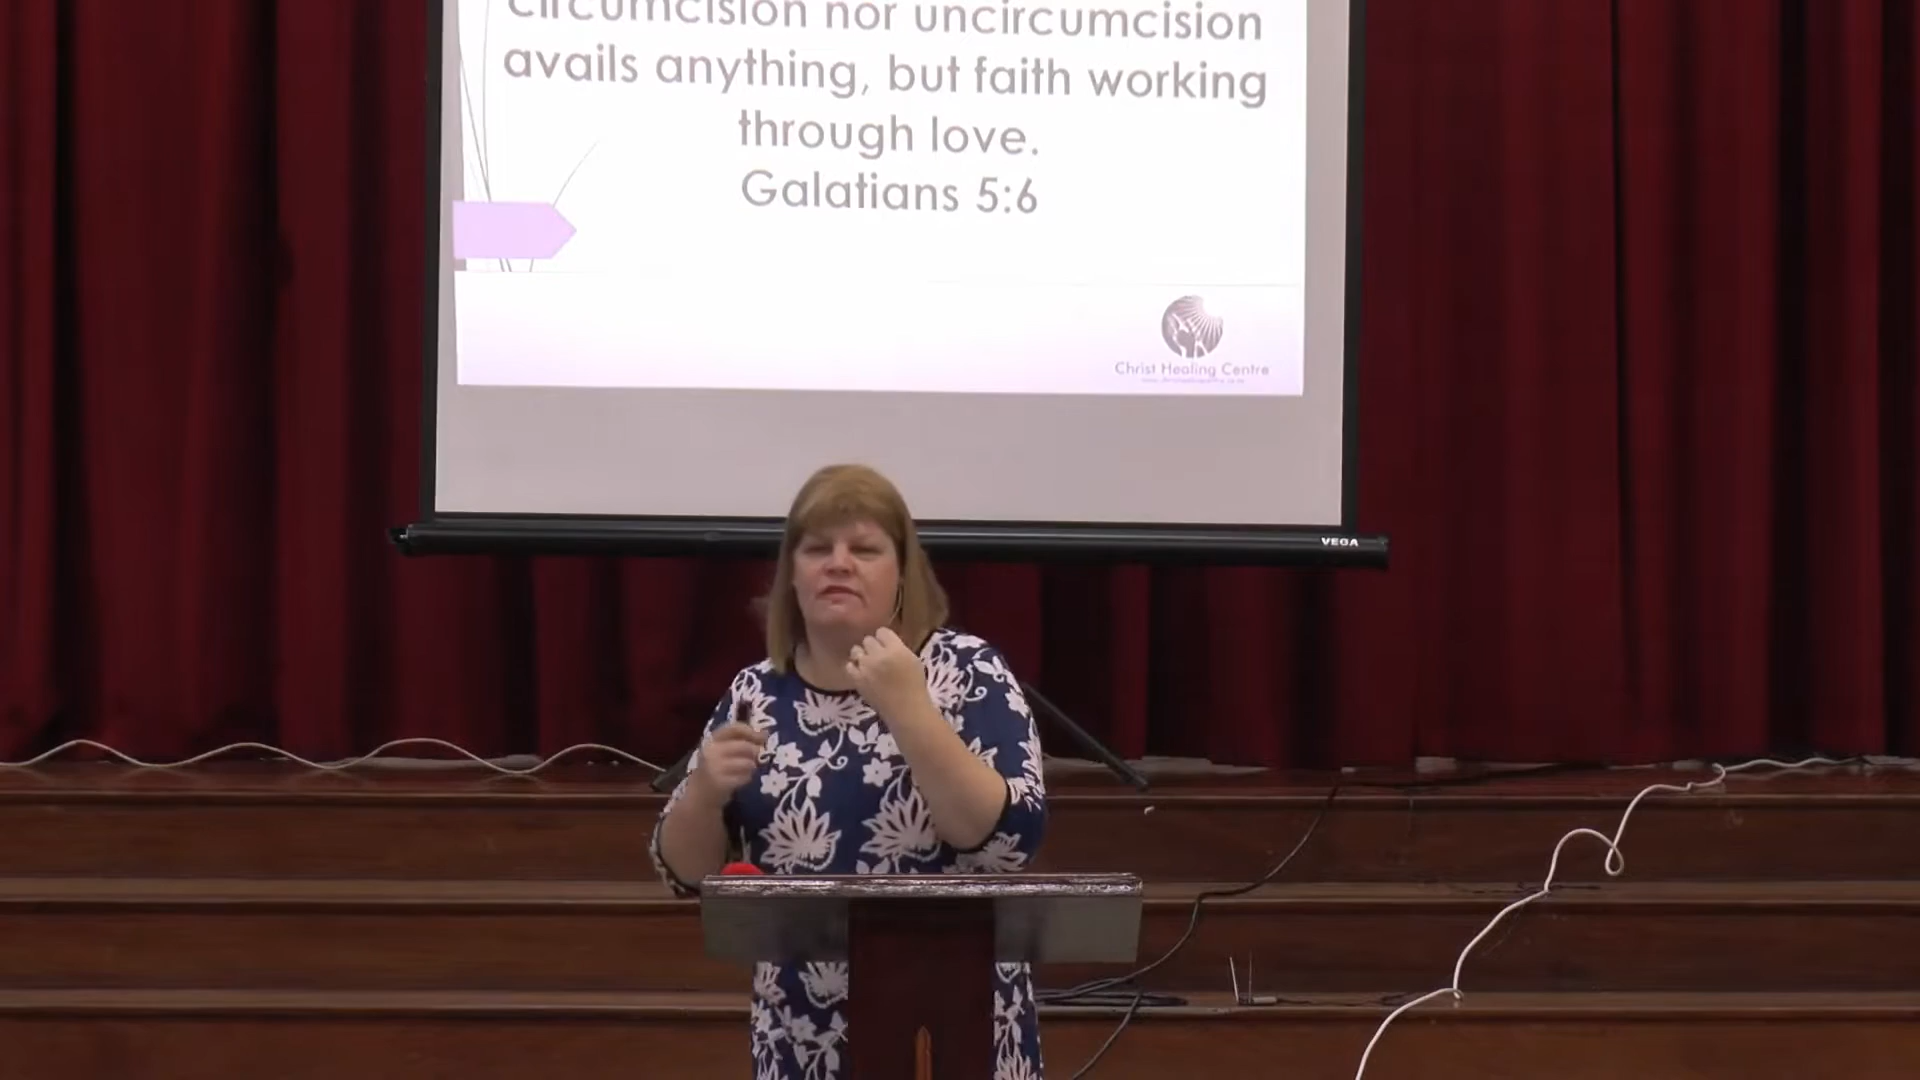 circumcision nor uncircumcision
avails anything, but faith working
through love.
Galatians 5:6
Christ Healing Centre
VEGA